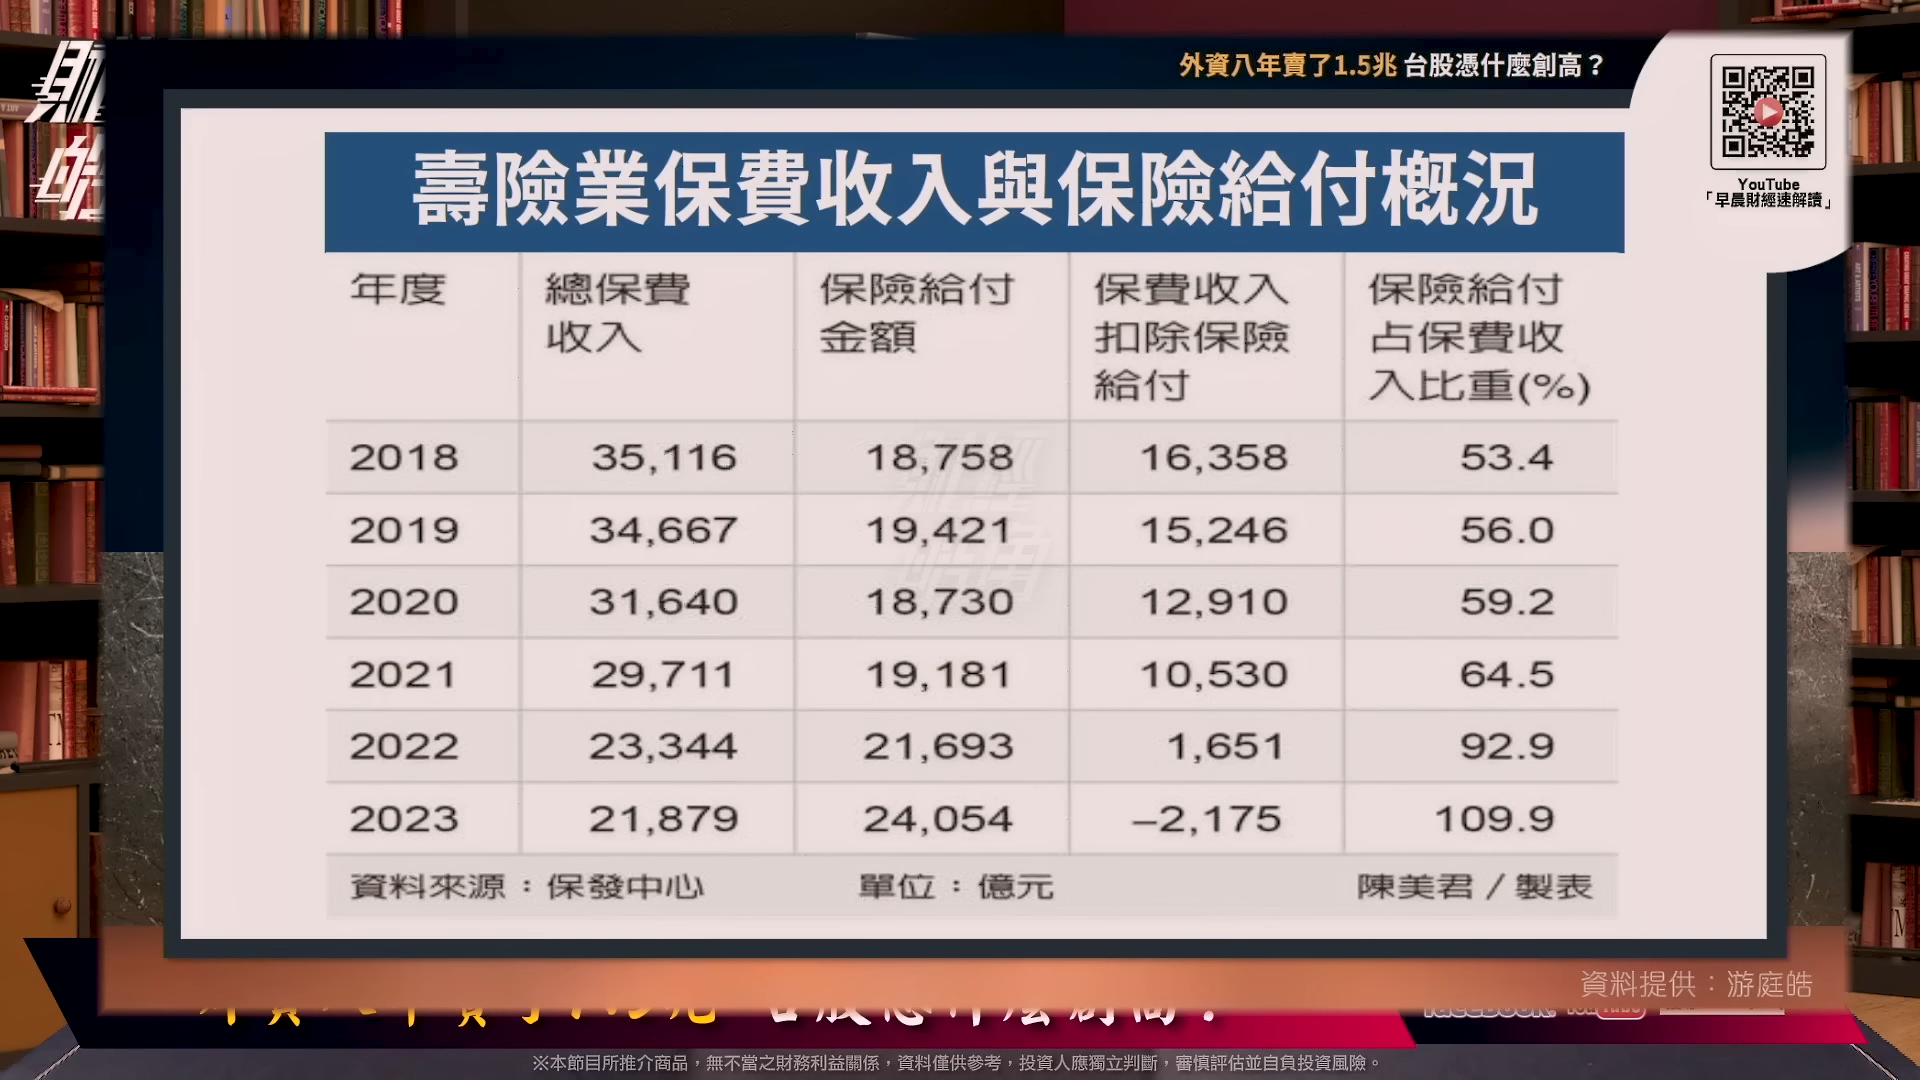 外資八年賣了1.5兆 台股憑什麼創高？
YouTube
「早晨財經速解讀」
壽險業保費收入與保險給付概況
年度 總保費收入 保險給付金額 保費收入扣除保險給付 保險給付占保費收入比重(%)
2018 35,116 18,758 16,358 53.4
2019 34,667 19,421 15,246 56.0
2020 31,640 18,730 12,910 59.2
2021 29,711 19,181 10,530 64.5
2022 23,344 21,693 1,651 92.9
2023 21,879 24,054 –2,175 109.9
資料來源：保發中心 單位：億元 陳美君／製表
資料提供：游庭皓
※本節目所推介商品，無不當之財務利益關係，資料僅供參考，投資人應獨立判斷，審慎評估並自負投資風險。